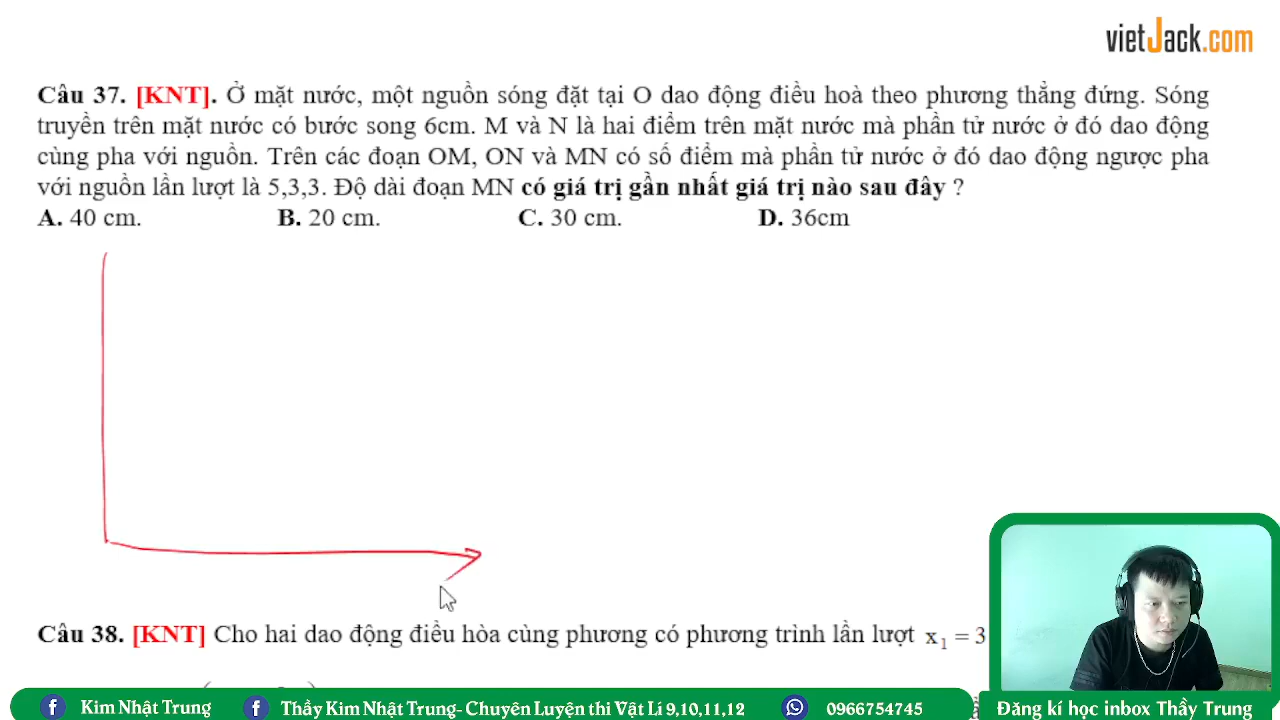 vietJack.com
Câu 37. [KNT]. Ở mặt nước, một nguồn sóng đặt tại O dao động điều hoà theo phương thẳng đứng. Sóng
truyền trên mặt nước có bước song 6cm. M và N là hai điểm trên mặt nước mà phần tử nước ở đó dao động
cùng pha với nguồn. Trên các đoạn OM, ON và MN có số điểm mà phần tử nước ở đó dao động ngược pha
với nguồn lần lượt là 5,3,3. Độ dài đoạn MN có giá trị gần nhất giá trị nào sau đây ?
A. 40 cm. B. 20 cm. C. 30 cm. D. 36cm
Câu 38. [KNT] Cho hai dao động điều hòa cùng phương có phương trình lần lượt x₁ = 3
Kim Nhật Trung Thầy Kim Nhật Trung- Chuyên Luyện thi Vật Lí 9,10,11,12 0966754745 Đăng kí học inbox Thầy Trung